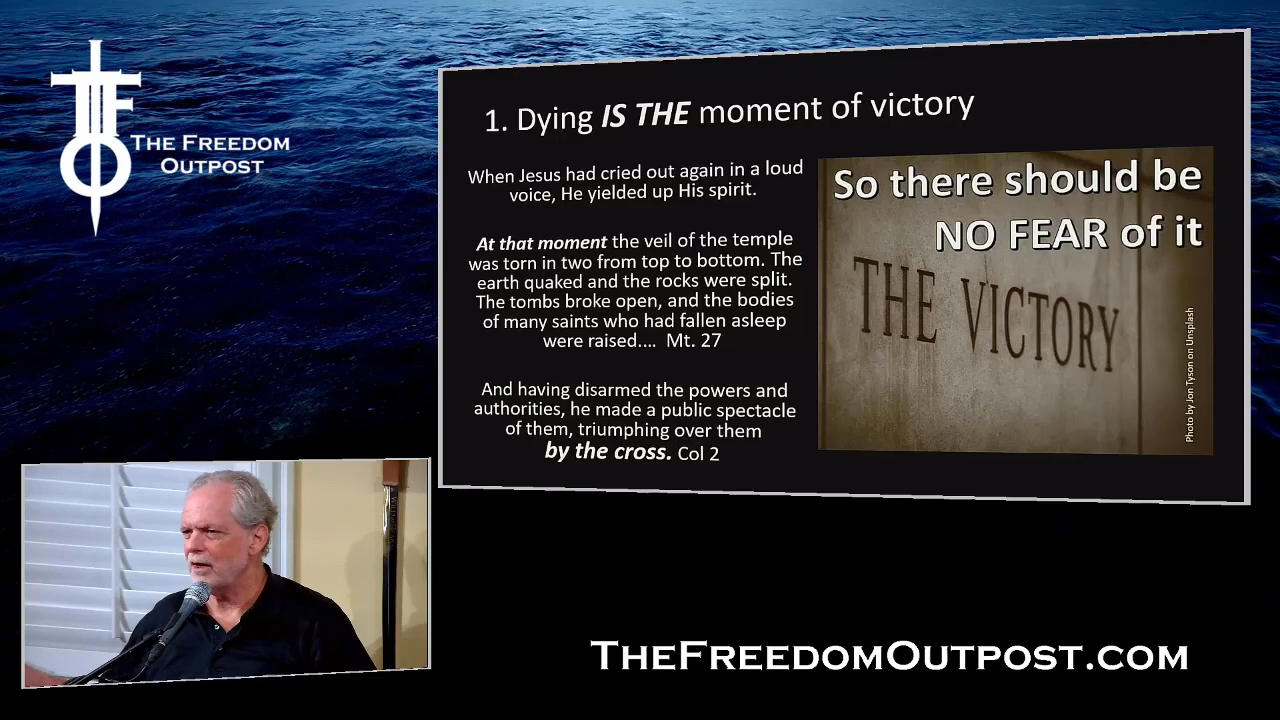 THE FREEDOM
OUTPOST
1. Dying IS THE moment of victory
When Jesus had cried out again in a loud
voice, He yielded up His spirit.
At that moment the veil of the temple
was torn in two from top to bottom. The
earth quaked and the rocks were split.
The tombs broke open, and the bodies
of many saints who had fallen asleep
were raised.... Mt. 27
And having disarmed the powers and
authorities, he made a public spectacle
of them, triumphing over them
by the cross. Col 2
So there should be
NO FEAR of it
THE VICTORY
Photo by Jon Tyson on Unsplash
THEFREEDOMOUTPOST.COM